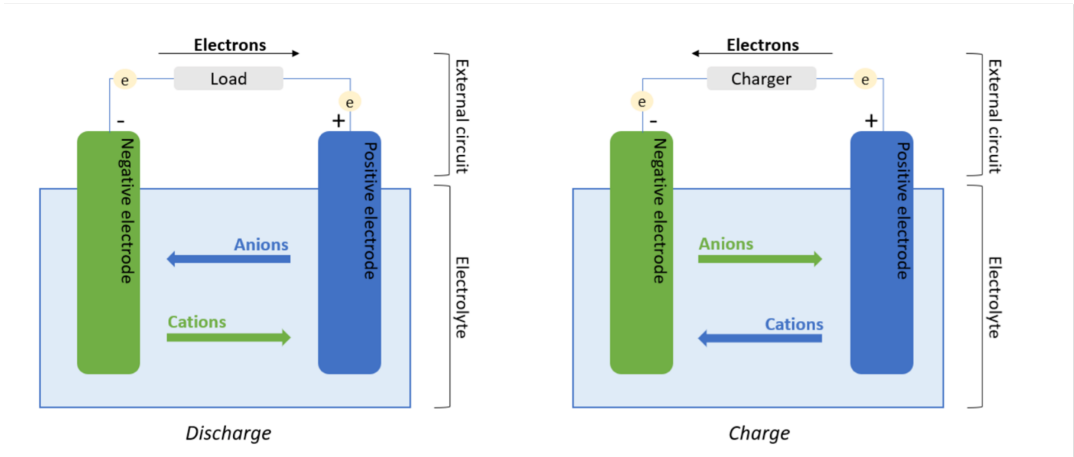 Electrons
e
Load
e
-
+
Negative electrode
Positive electrode
Anions
Cations
External circuit
Electrolyte
Discharge
Electrons
Charger
e
e
-
+
Negative electrode
Positive electrode
Anions
Cations
External circuit
Electrolyte
Charge